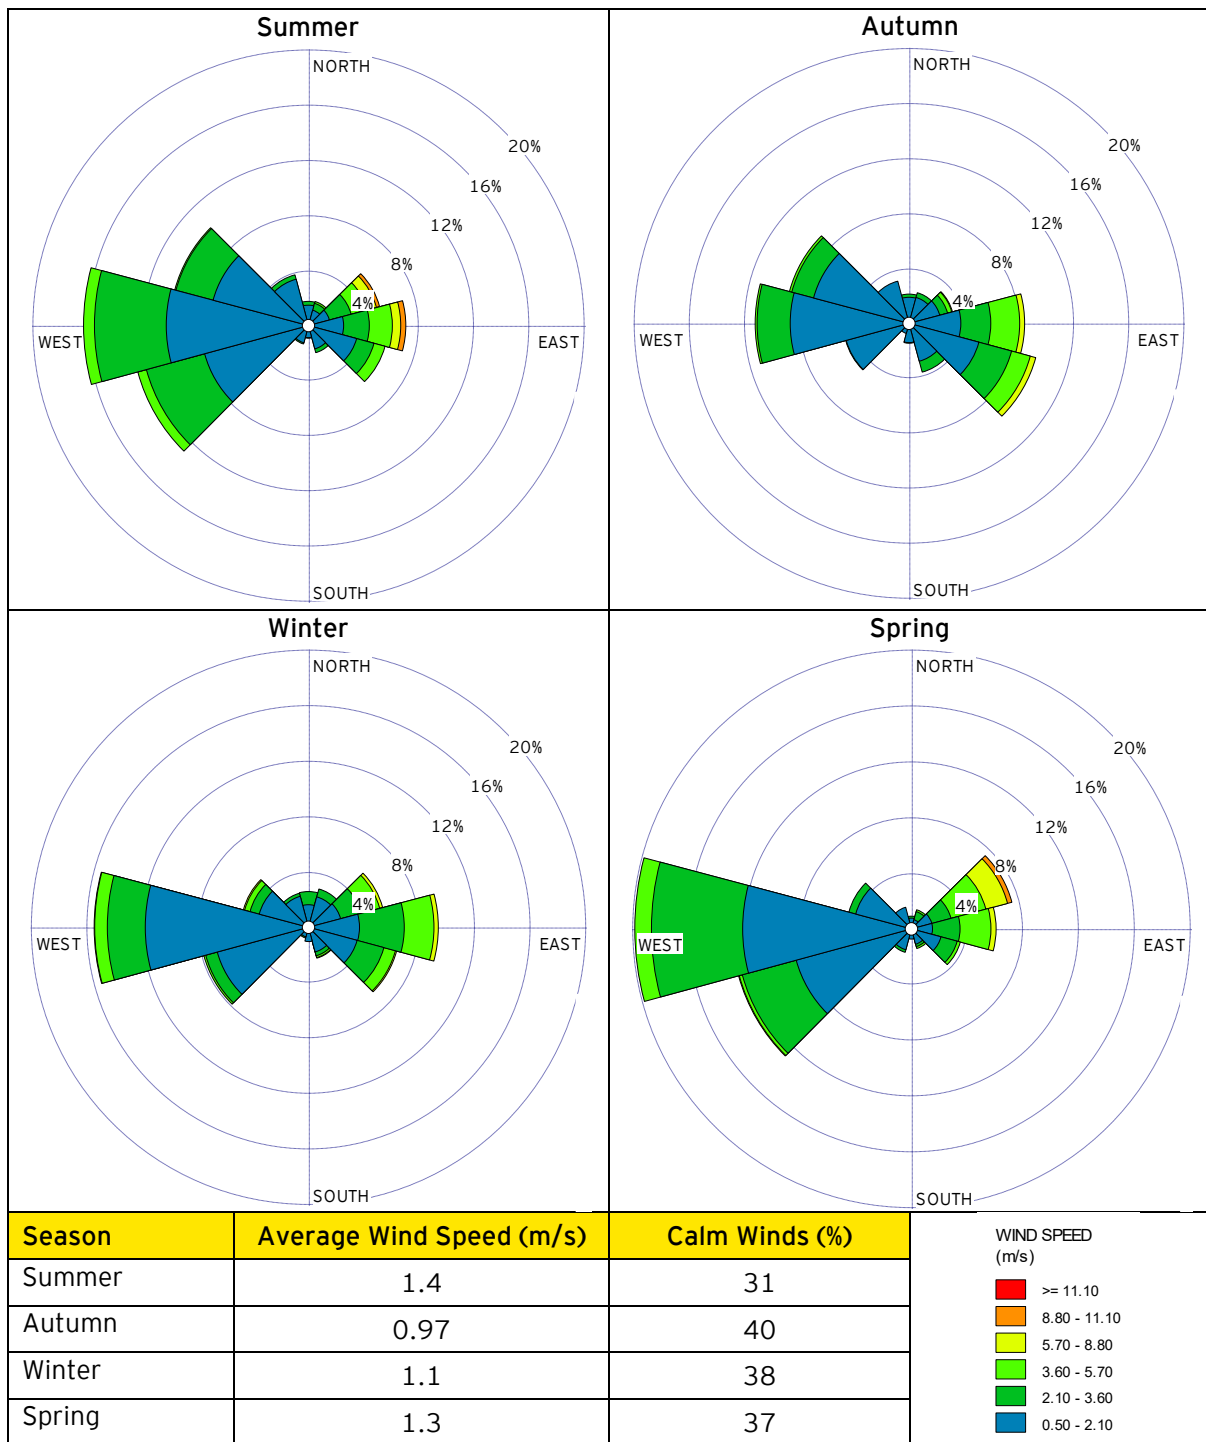 Summer
NORTH
20%
16%
12%
8%
4%
WEST
EAST
SOUTH
Autumn
NORTH
20%
16%
12%
8%
4%
WEST
EAST
SOUTH
Winter
NORTH
20%
16%
12%
8%
4%
WEST
EAST
SOUTH
Spring
NORTH
20%
16%
12%
8%
4%
WEST
EAST
SOUTH
Season Average Wind Speed (m/s) Calm Winds (%)
Summer 1.4 31
Autumn 0.97 40
Winter 1.1 38
Spring 1.3 37
WIND SPEED
(m/s)
>= 11.10
8.80 - 11.10
5.70 - 8.80
3.60 - 5.70
2.10 - 3.60
0.50 - 2.10